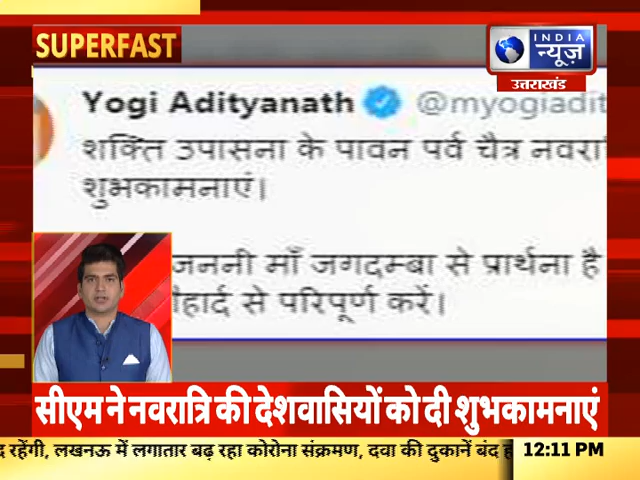 SUPERFAST
INDIA
न्यूज़
उत्तराखंड
Yogi Adityanath @myogiadit
शक्ति उपासना के पावन पर्व चैत्र
शुभकामनाएं।
जननी माँ जगदम्बा से प्रार्थना है
से परिपूर्ण करें।
सीएम ने नवरात्रि की देशवासियों को दी शुभकामनाएं
रहेंगी, लखनऊ में लगातार बढ़ रहा कोरोना संक्रमण, दवा की दुकानें बंद
12:11 PM